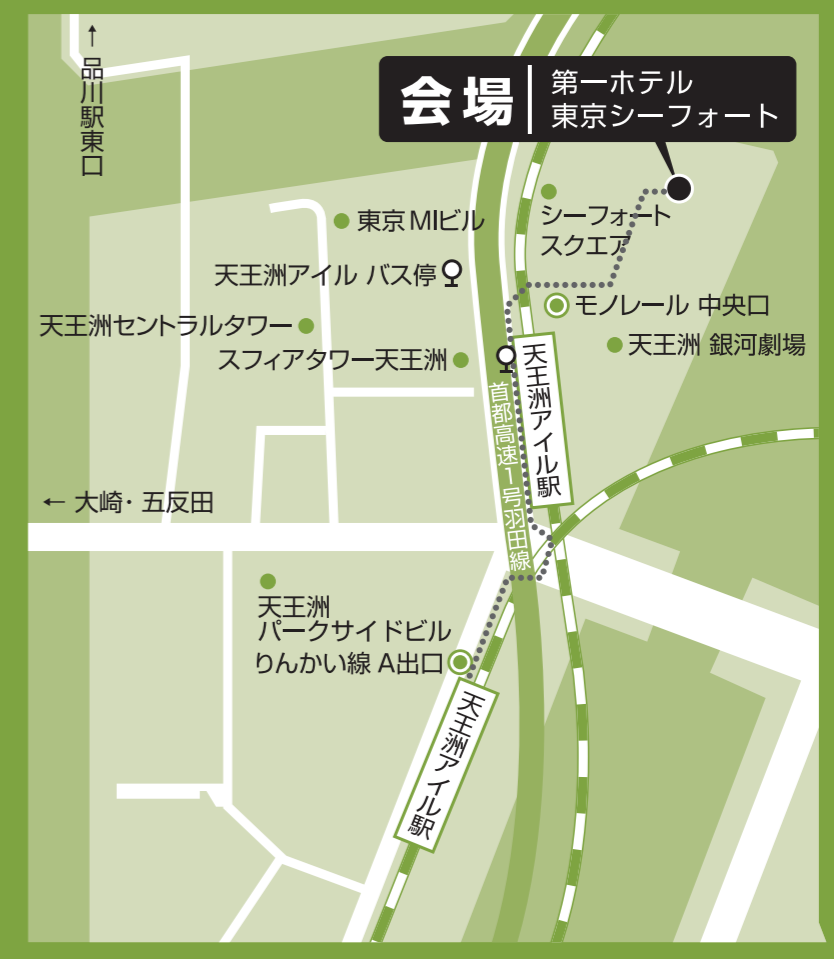 ↑品川駅東口
会場
第一ホテル
東京シーフォート
シーフォート
スクエア
東京MIビル
天王洲アイル バス停
モノレール 中央口
天王洲セントラルタワー
天王洲 銀河劇場
スフィアタワー天王洲
天王洲アイル駅
首都高速1号羽田線
← 大崎・五反田
天王洲
パークサイドビル
りんかい線 A出口
天王洲アイル駅